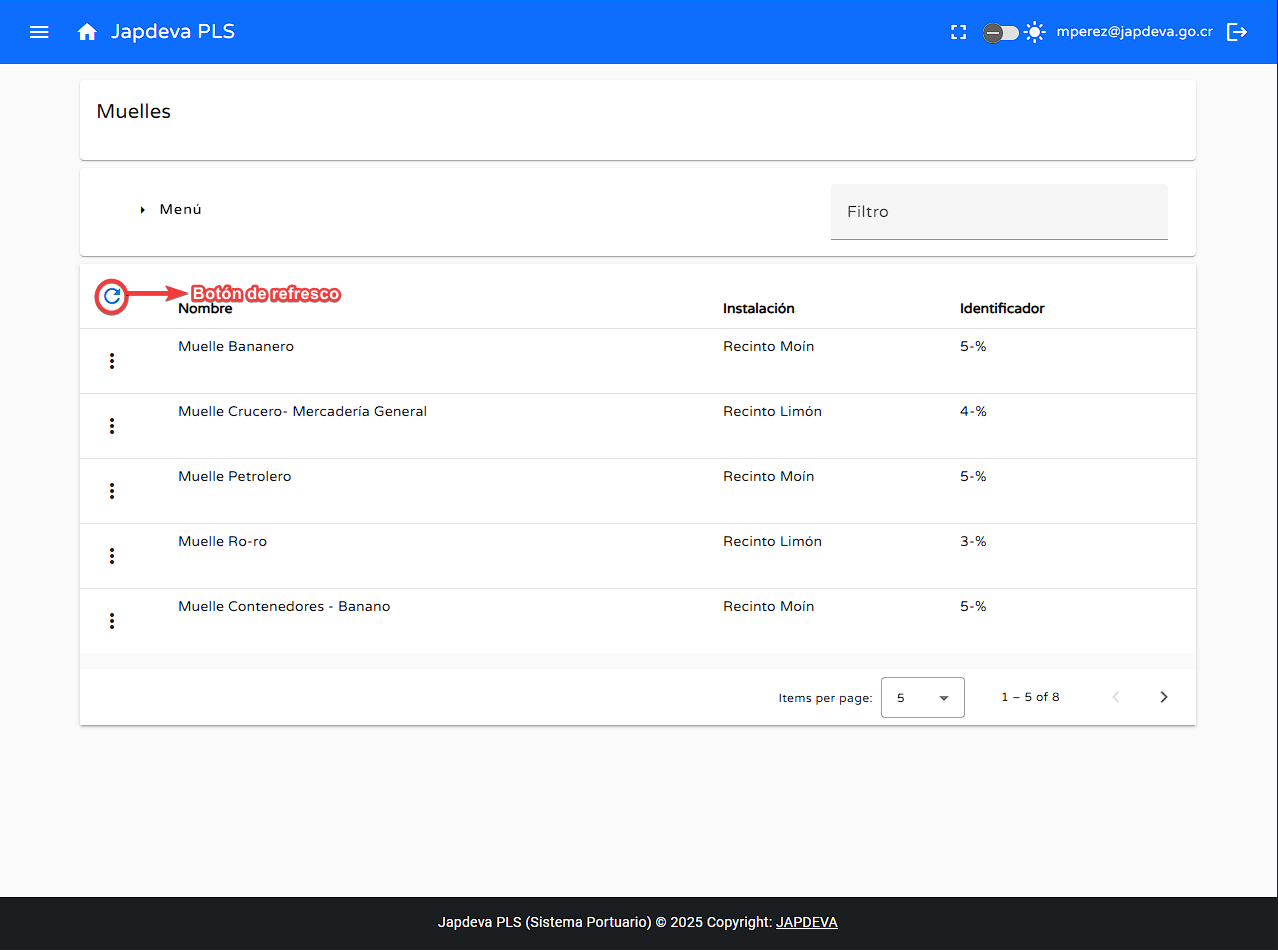 Japdeva PLS
mperez@japdeva.go.cr
Muelles
Menú
Filtro
Botón de refresco
Nombre Instalación Identificador
Muelle Bananero Recinto Moín 5-%
Muelle Crucero- Mercadería General Recinto Limón 4-%
Muelle Petrolero Recinto Moín 5-%
Muelle Ro-ro Recinto Limón 3-%
Muelle Contenedores - Banano Recinto Moín 5-%
Items per page: 5 1 – 5 of 8
Japdeva PLS (Sistema Portuario) © 2025 Copyright: JAPDEVA